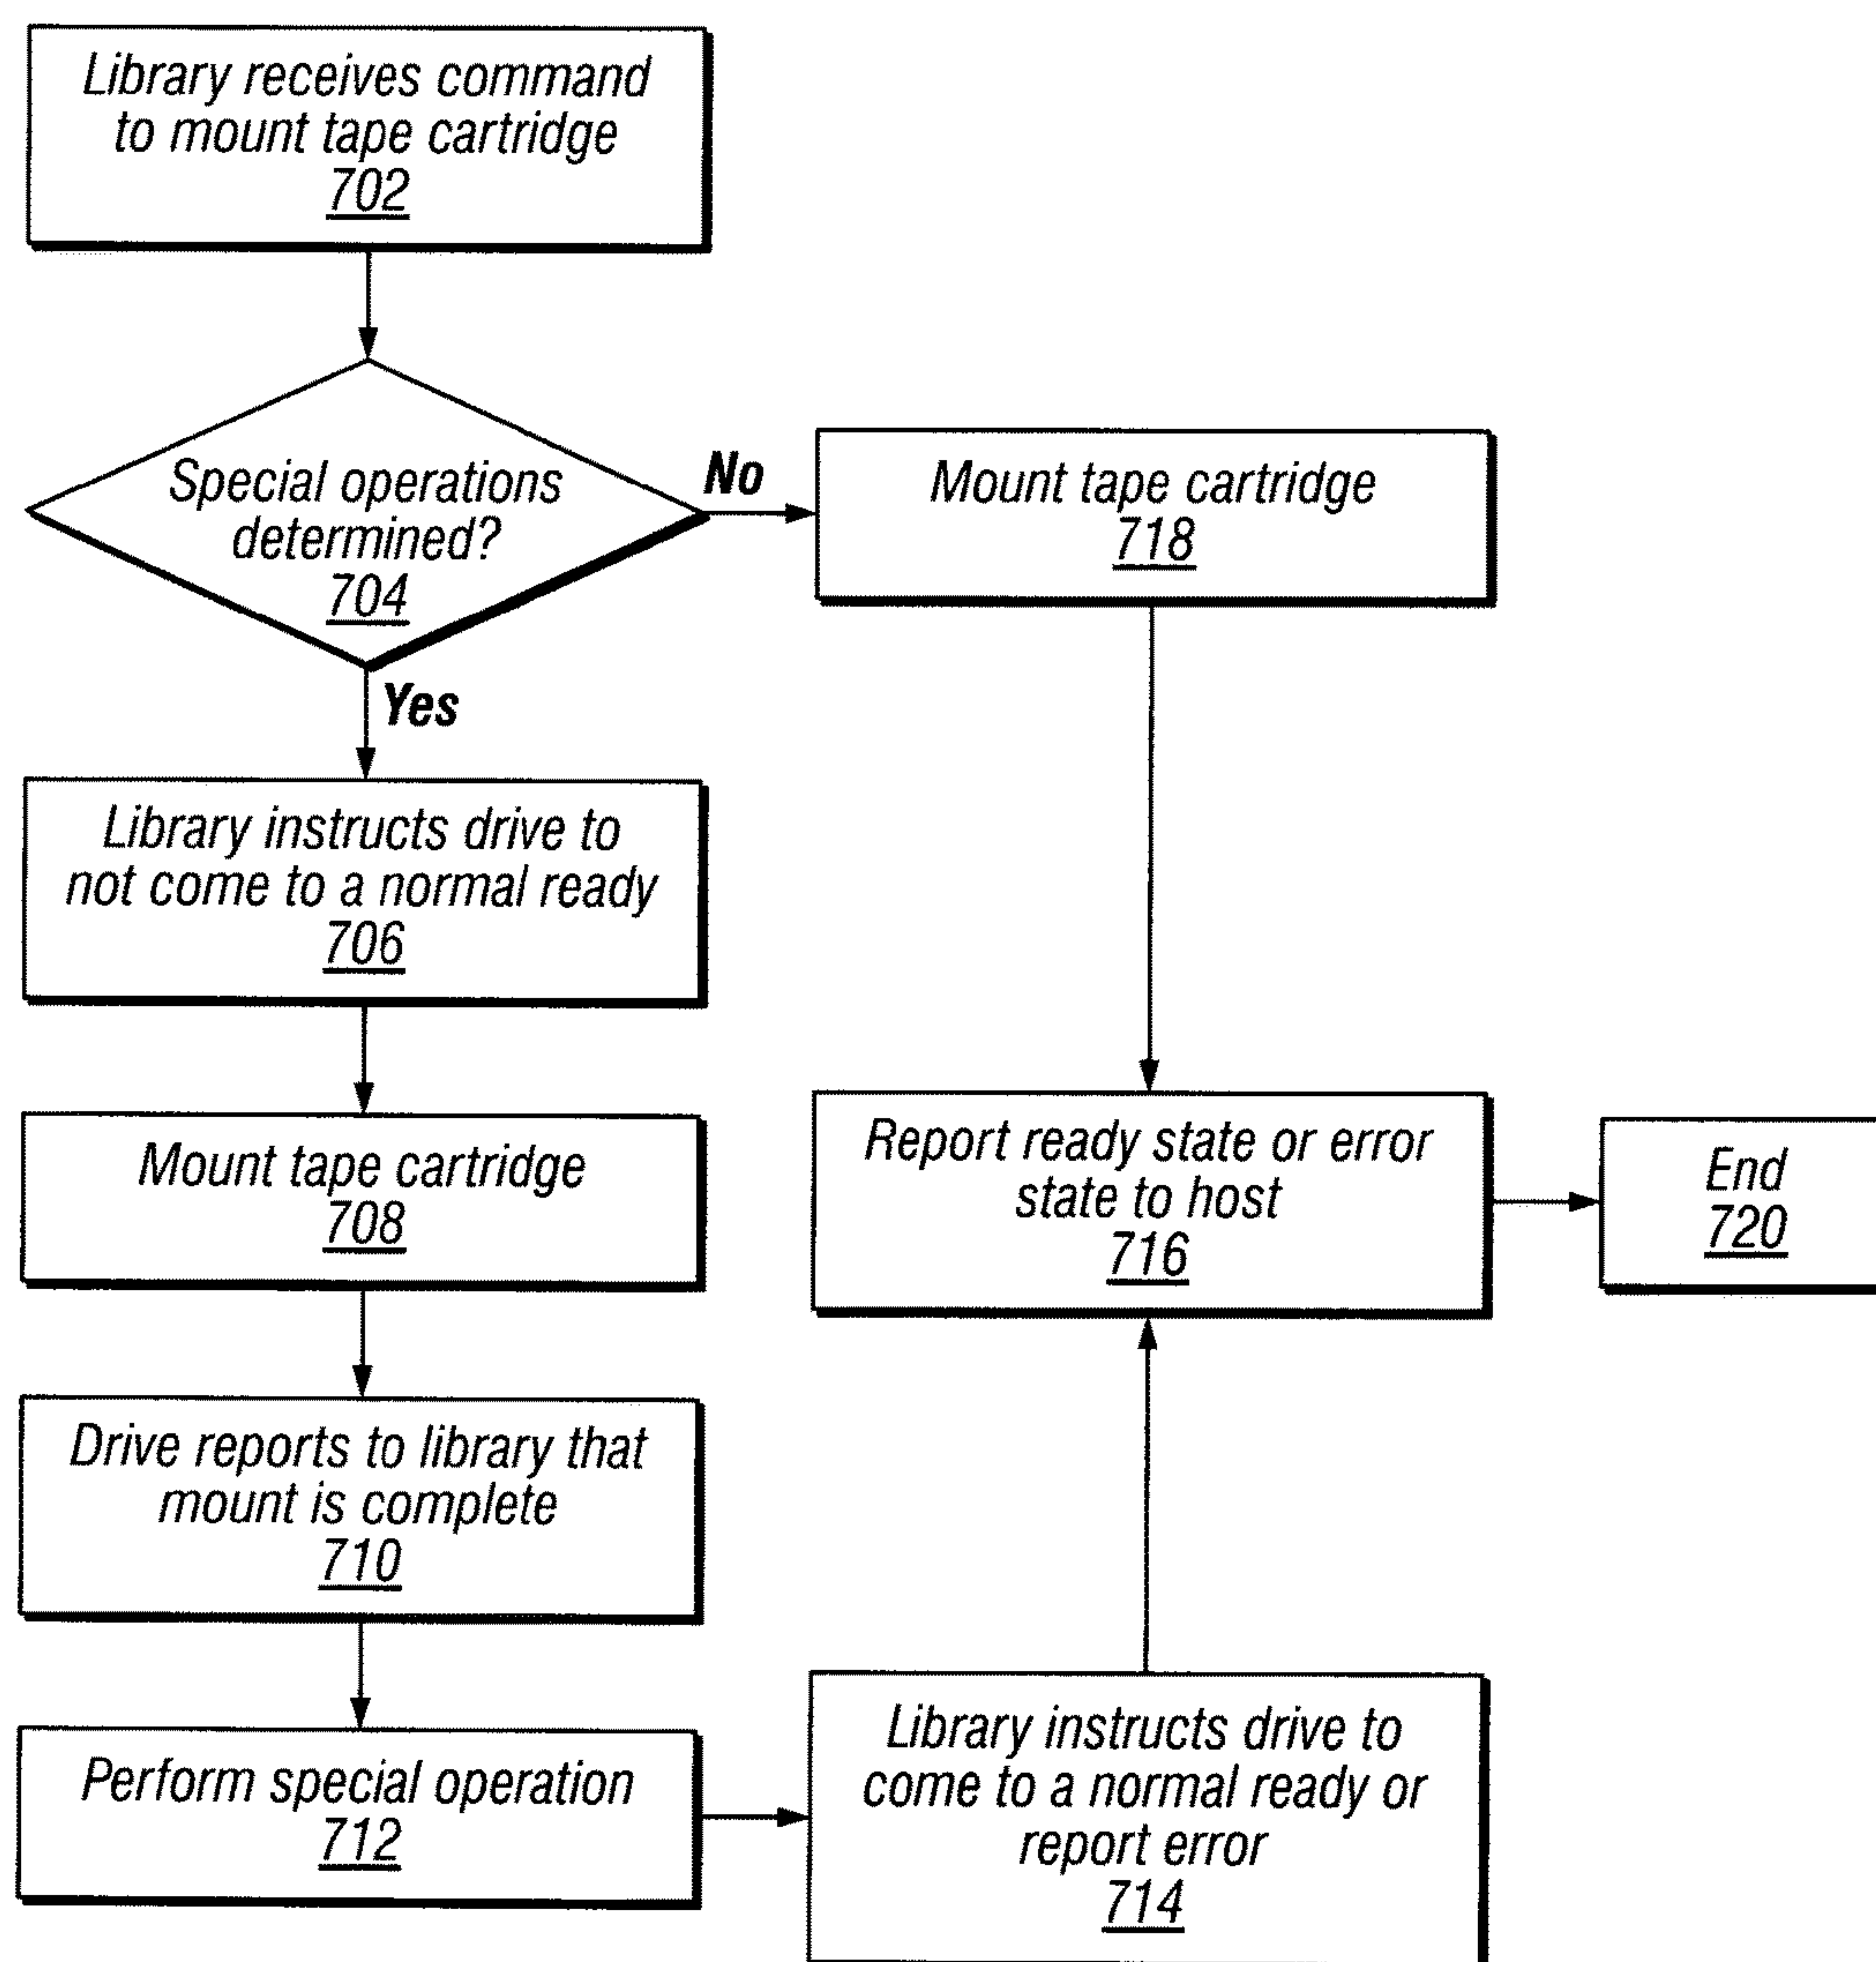 Library receives command
to mount tape cartridge
702
Special operations
determined?
704
No
Mount tape cartridge
718
Yes
Library instructs drive to
not come to a normal ready
706
Mount tape cartridge
708
Report ready state or error
state to host
716
End
720
Drive reports to library that
mount is complete
710
Perform special operation
712
Library instructs drive to
come to a normal ready or
report error
714